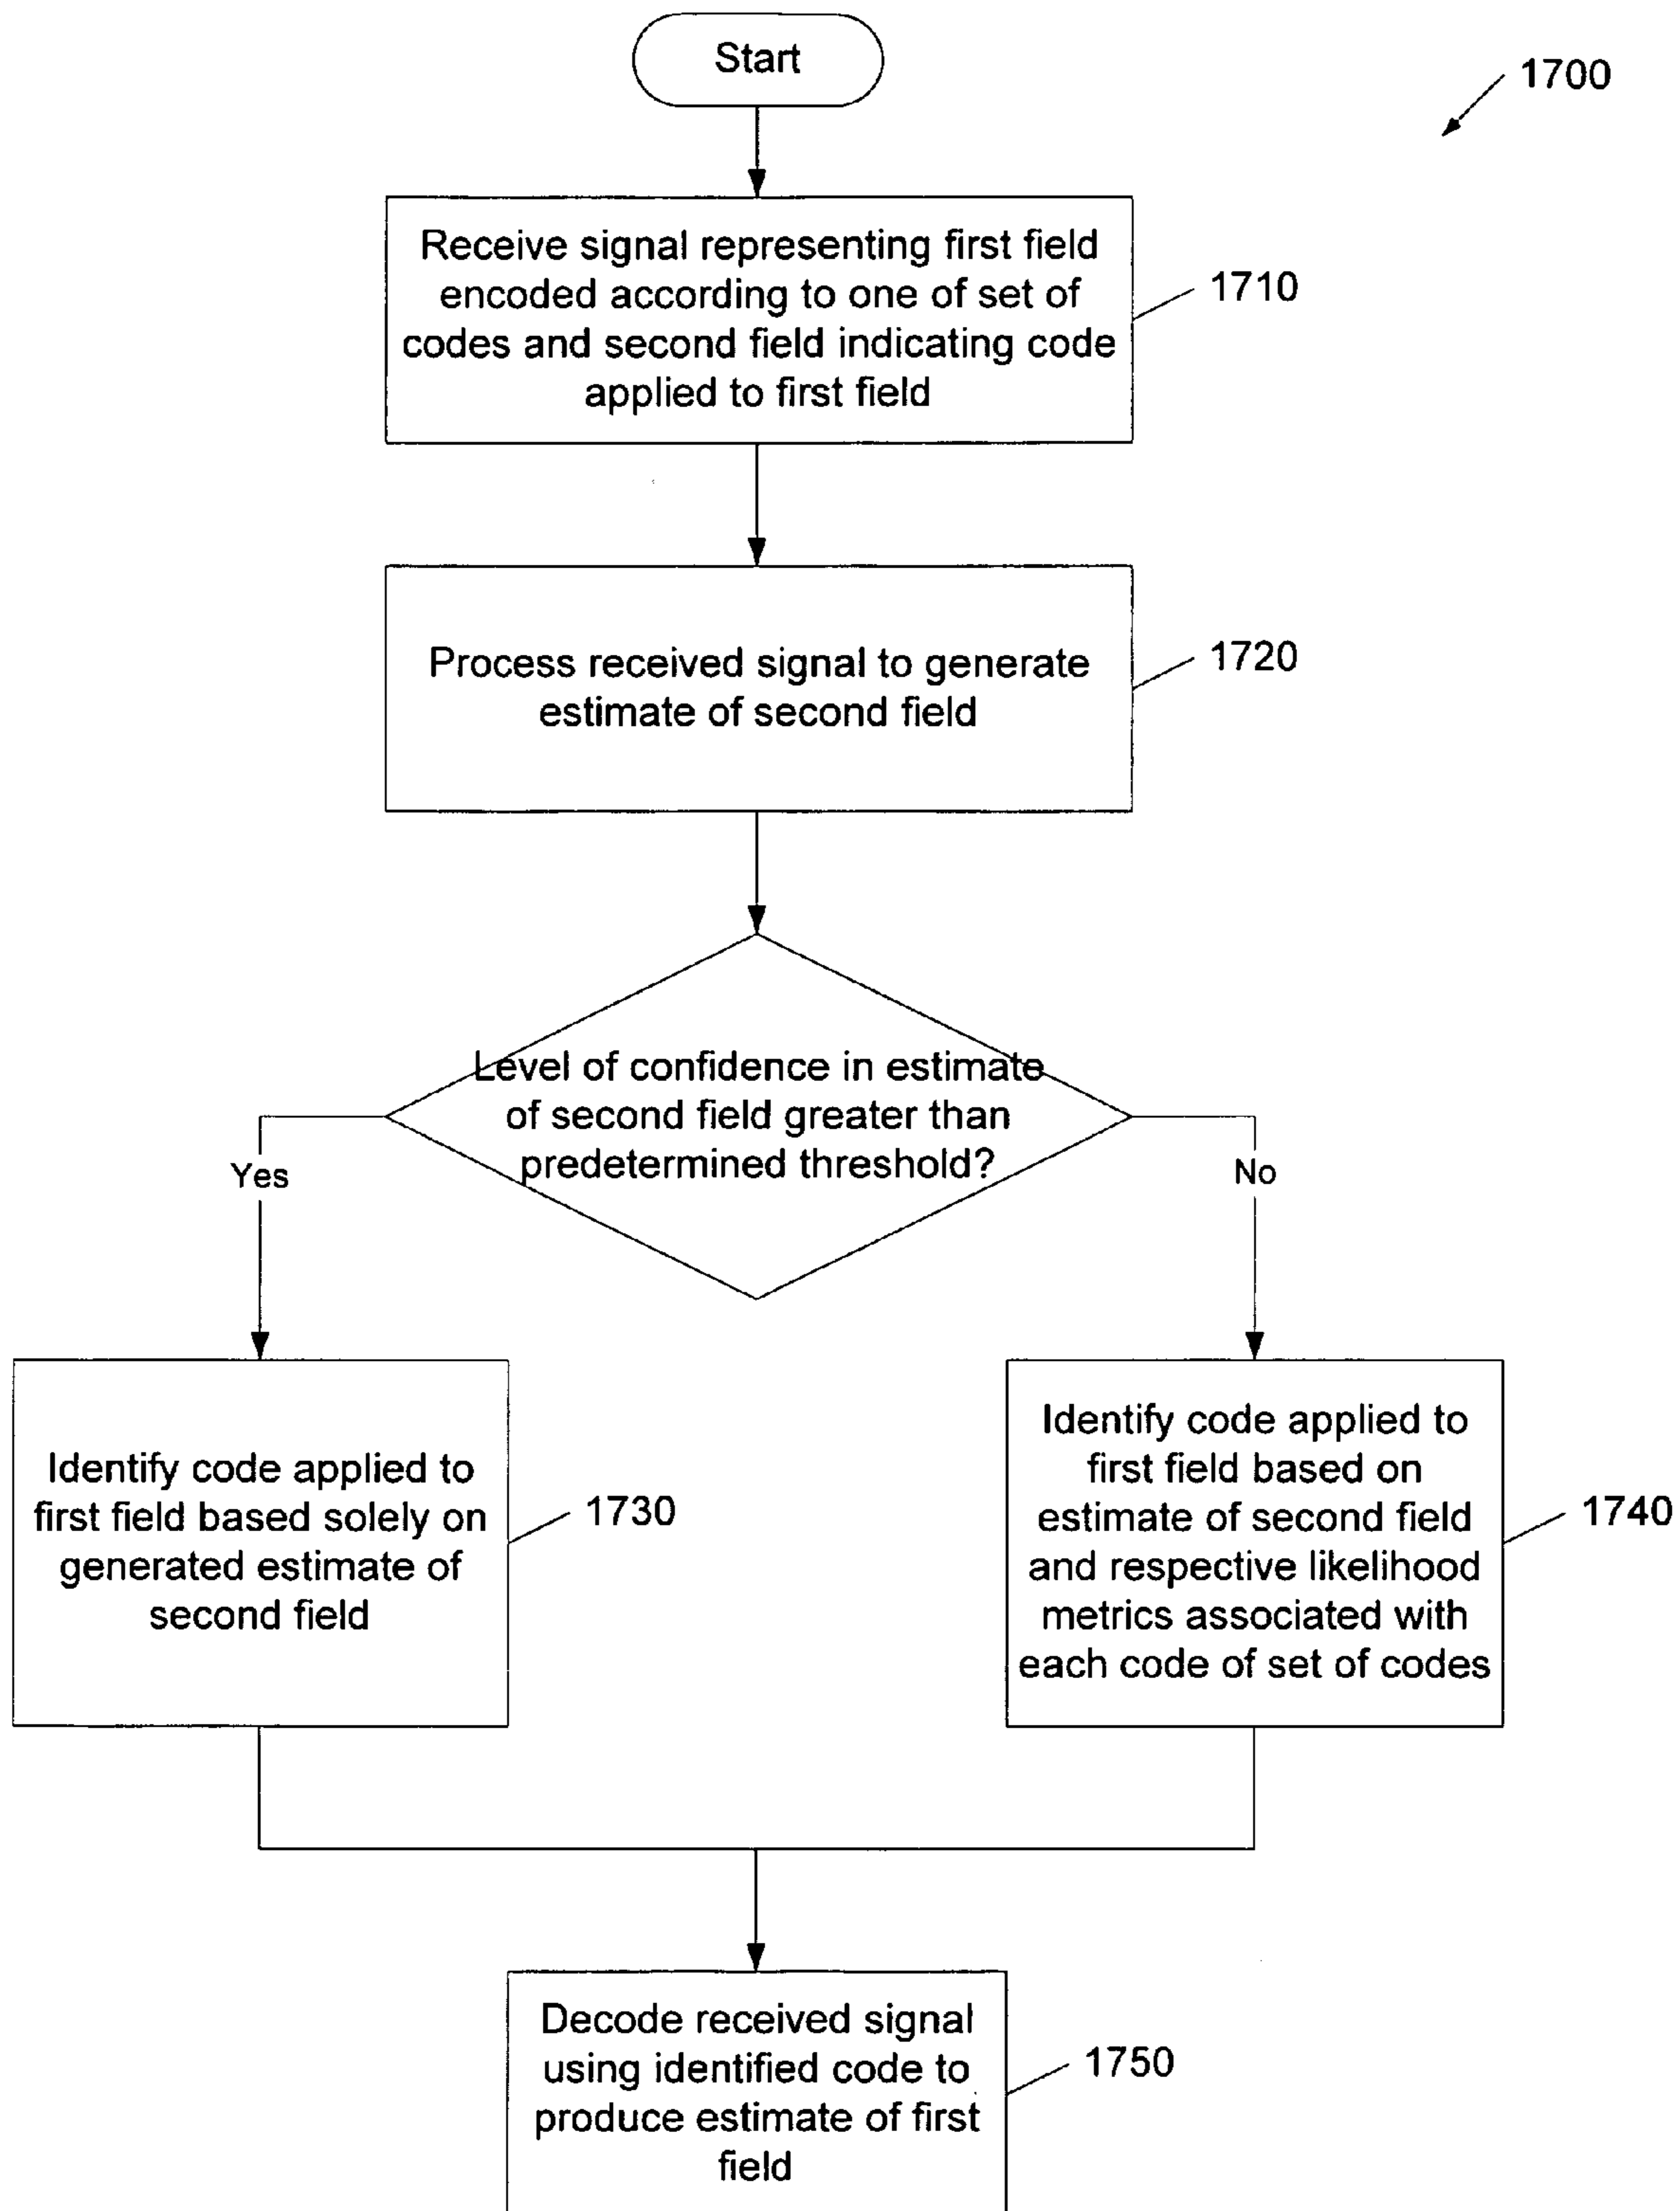 Start
1700
Receive signal representing first field
encoded according to one of set of
codes and second field indicating code
applied to first field
1710
Process received signal to generate
estimate of second field
1720
Level of confidence in estimate
of second field greater than
predetermined threshold?
Yes
No
Identify code applied to
first field based solely on
generated estimate of
second field
1730
Identify code applied to
first field based on
estimate of second field
and respective likelihood
metrics associated with
each code of set of codes
1740
Decode received signal
using identified code to
produce estimate of first
field
1750